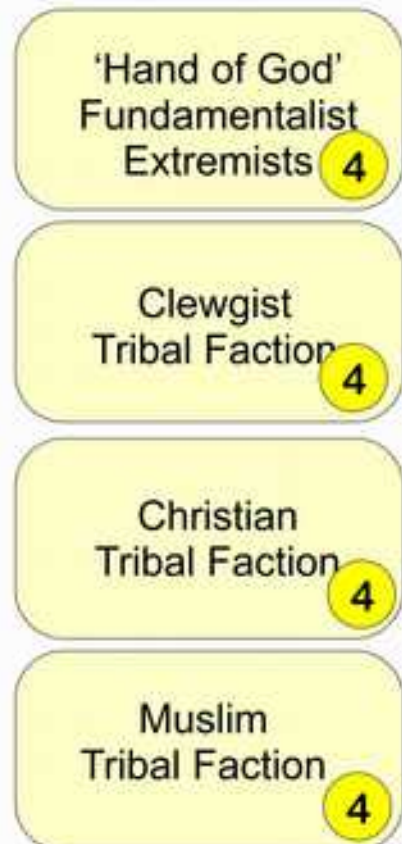 ‘Hand of God’
Fundamentalist
Extremists
4
Clewgist
Tribal Faction
4
Christian
Tribal Faction
4
Muslim
Tribal Faction
4